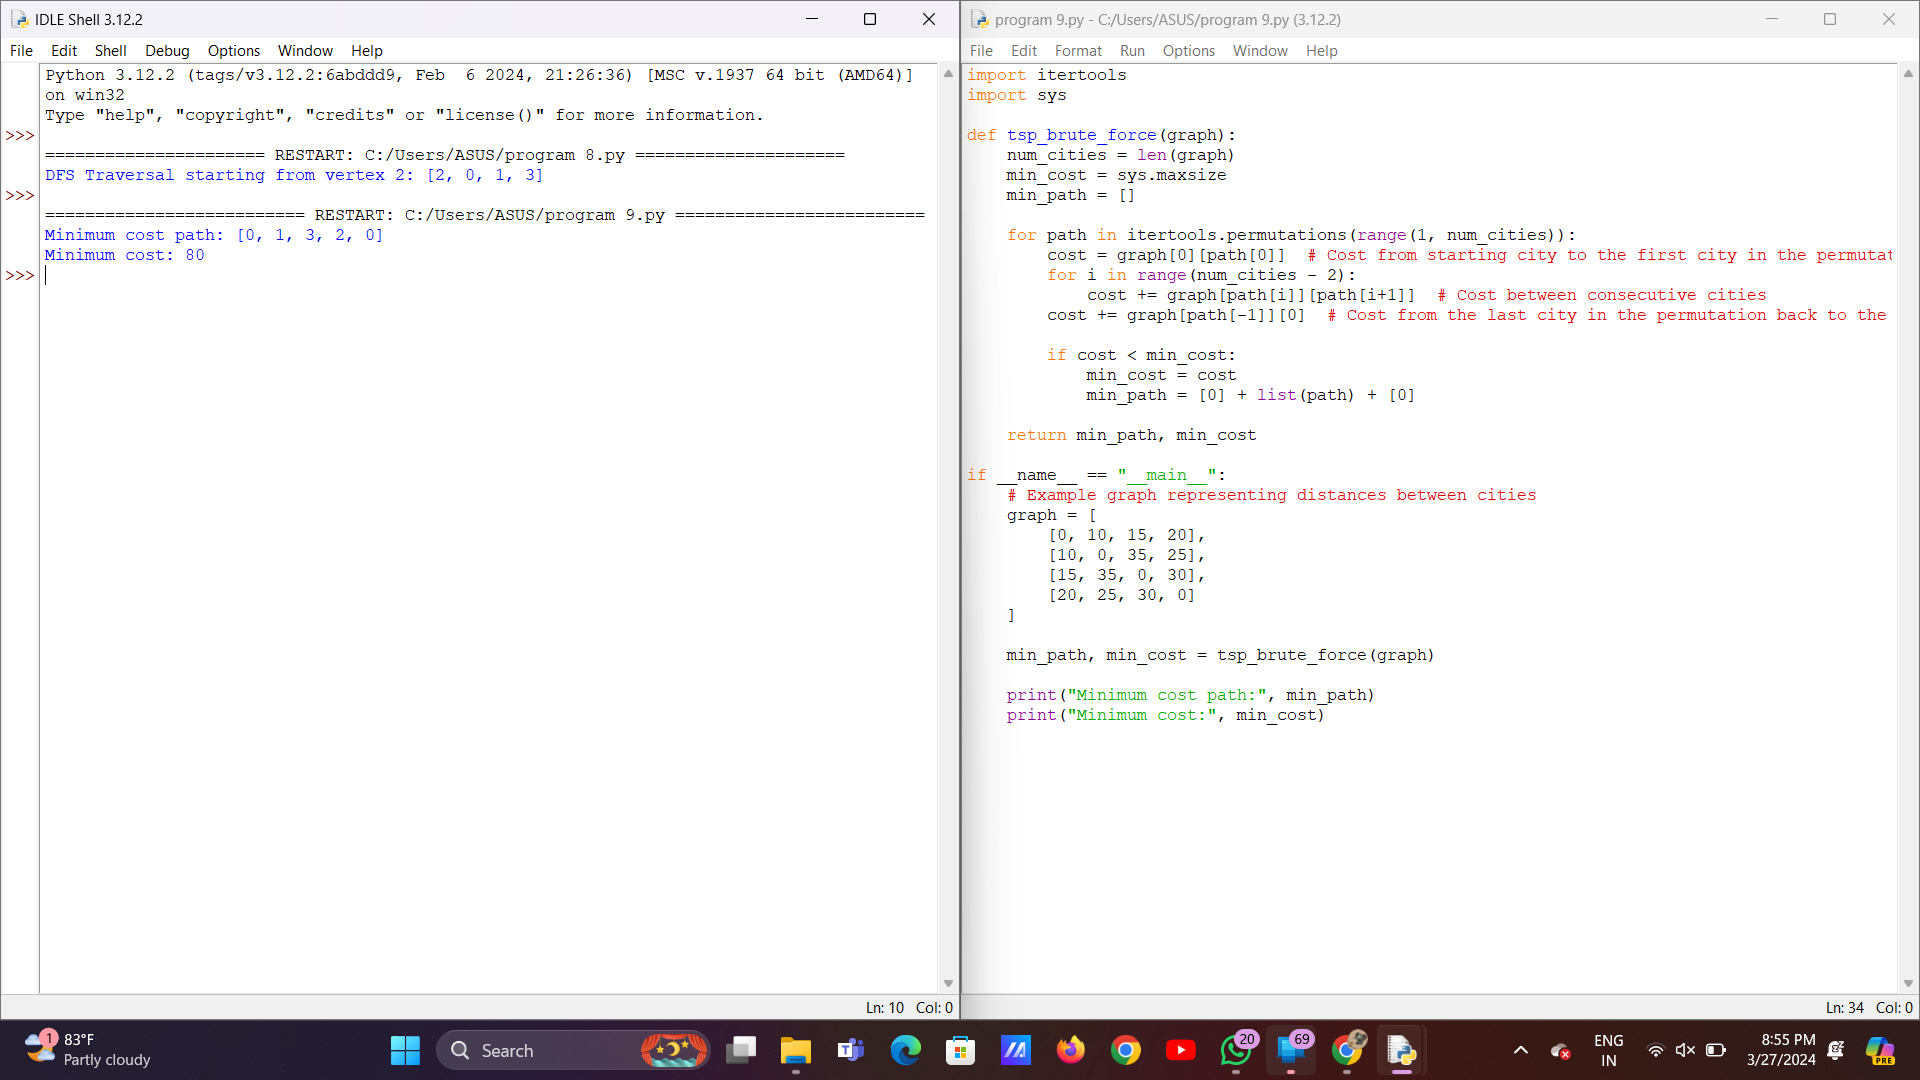 IDLE Shell 3.12.2
File Edit Shell Debug Options Window Help
Python 3.12.2 (tags/v3.12.2:6abddd9, Feb  6 2024, 21:26:36) [MSC v.1937 64 bit (AMD64)]
on win32
Type "help", "copyright", "credits" or "license()" for more information.
>>>
====================== RESTART: C:/Users/ASUS/program 8.py =====================
DFS Traversal starting from vertex 2: [2, 0, 1, 3]
>>>
========================== RESTART: C:/Users/ASUS/program 9.py =========================
Minimum cost path: [0, 1, 3, 2, 0]
Minimum cost: 80
>>>
Ln: 10 Col: 0
program 9.py - C:/Users/ASUS/program 9.py (3.12.2)
File Edit Format Run Options Window Help
import itertools
import sys
def tsp_brute_force(graph):
    num_cities = len(graph)
    min_cost = sys.maxsize
    min_path = []
    for path in itertools.permutations(range(1, num_cities)):
        cost = graph[0][path[0]]  # Cost from starting city to the first city in the permutat
        for i in range(num_cities - 2):
            cost += graph[path[i]][path[i+1]]  # Cost between consecutive cities
        cost += graph[path[-1]][0]  # Cost from the last city in the permutation back to the
        if cost < min_cost:
            min_cost = cost
            min_path = [0] + list(path) + [0]
    return min_path, min_cost
if __name__ == "__main__":
    # Example graph representing distances between cities
    graph = [
        [0, 10, 15, 20],
        [10, 0, 35, 25],
        [15, 35, 0, 30],
        [20, 25, 30, 0]
    ]
    min_path, min_cost = tsp_brute_force(graph)
    print("Minimum cost path:", min_path)
    print("Minimum cost:", min_cost)
Ln: 34 Col: 0
1
83°F
Partly cloudy
Search
20
69
ENG
IN
8:55 PM
3/27/2024
PRE